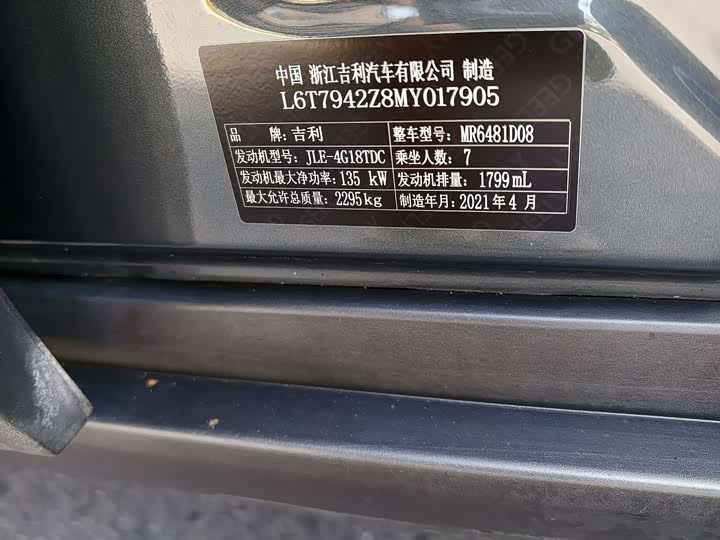 中国 浙江吉利汽车有限公司 制造
L6T7942Z8MY017905
品 牌:吉利 整车型号:MR6481D08
发动机型号:JLE-4G18TDC 乘坐人数:7
发动机最大净功率:135 kW 发动机排量:1799mL
最大允许总质量:2295kg 制造年月:2021年4月